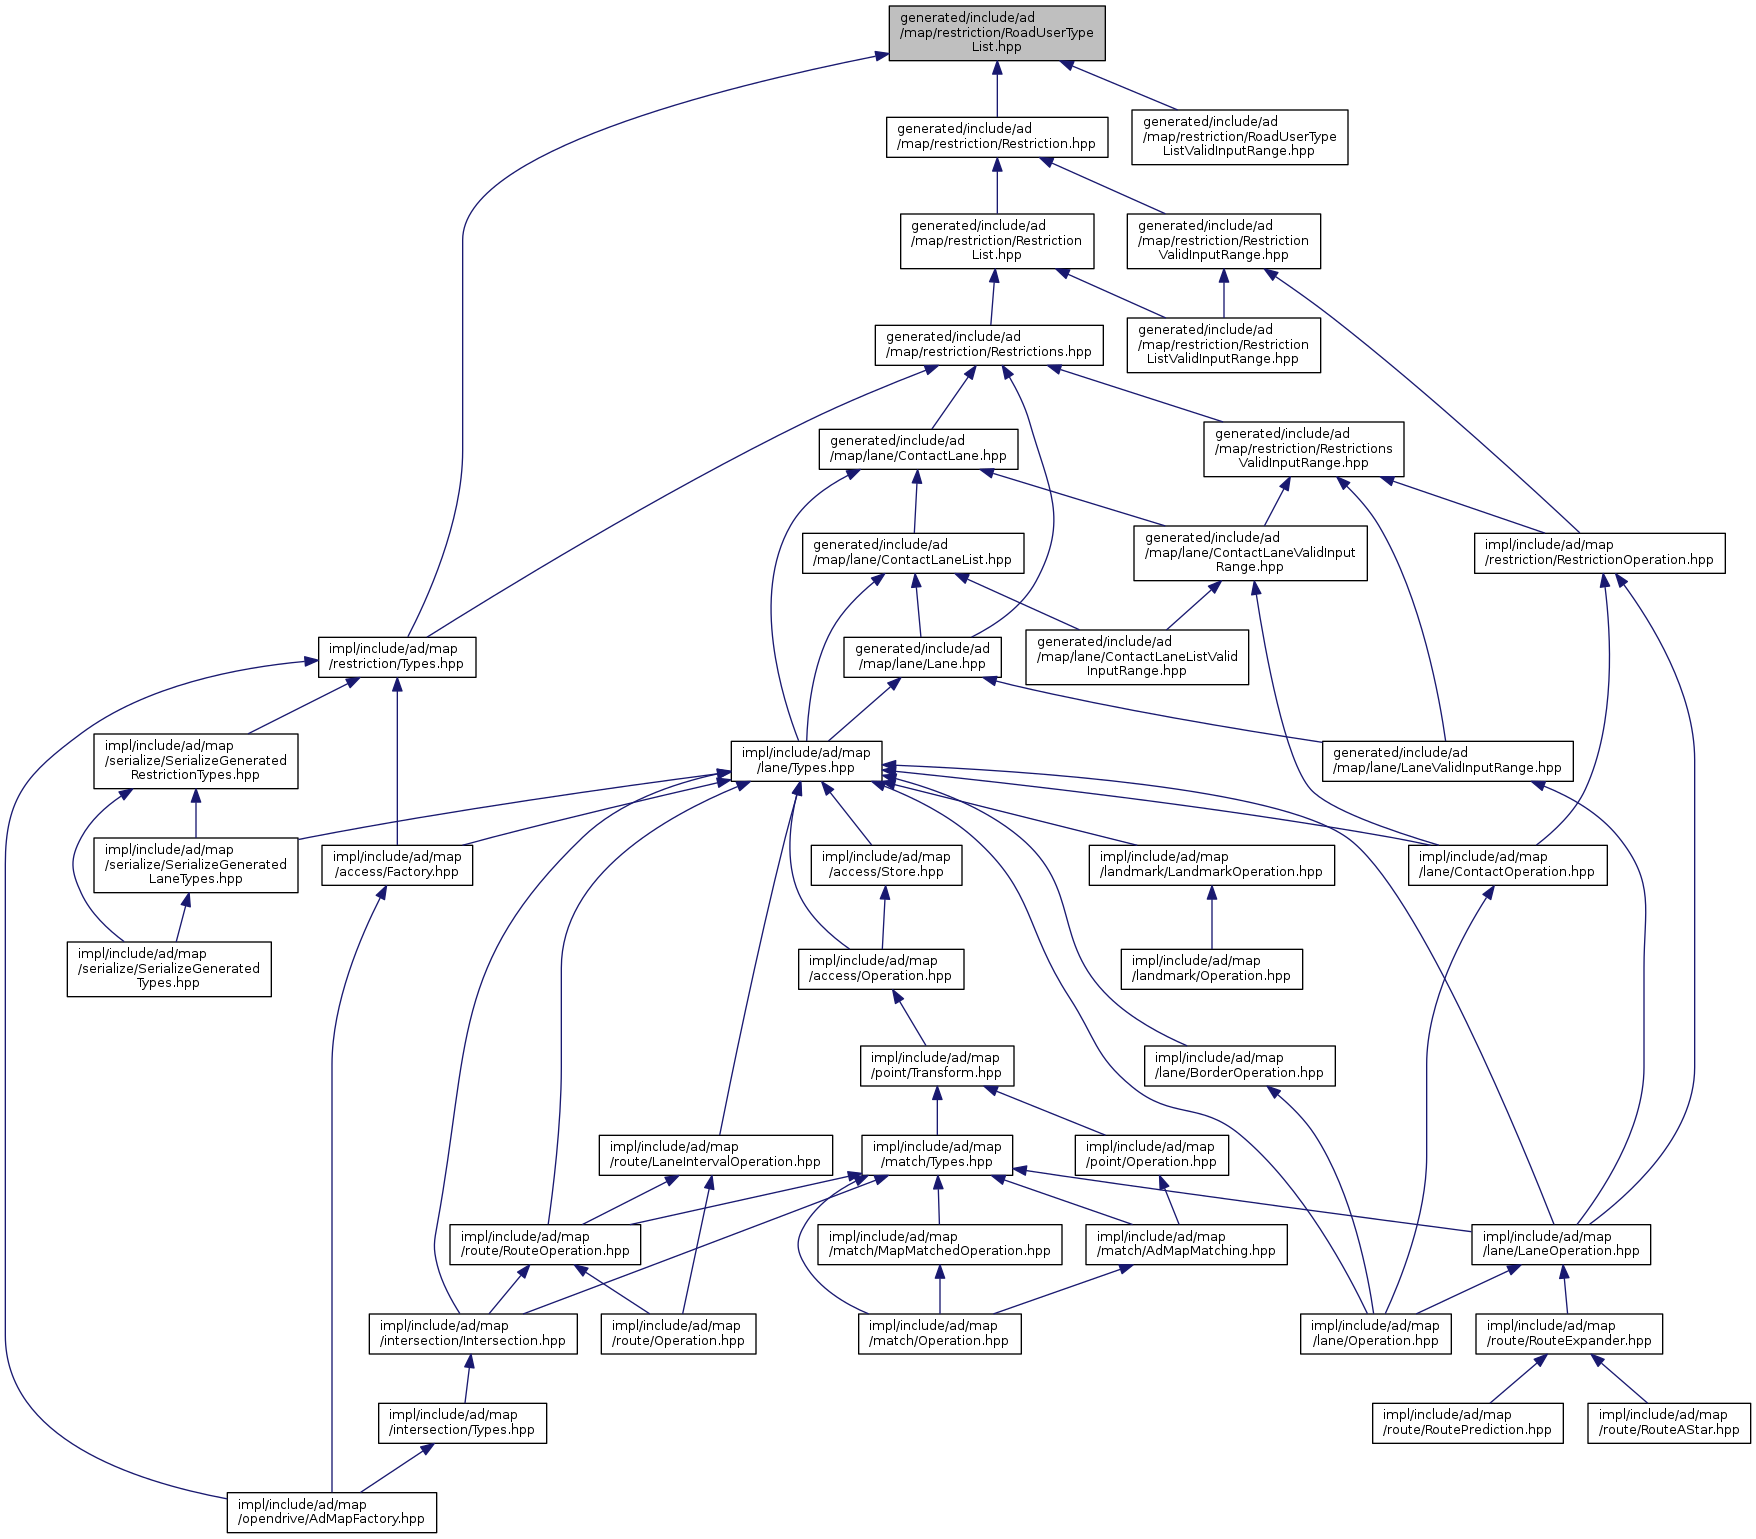 generated/include/ad
/map/restriction/RoadUserType
List.hpp
generated/include/ad
/map/restriction/Restriction.hpp
generated/include/ad
/map/restriction/RoadUserType
ListValidInputRange.hpp
generated/include/ad
/map/restriction/Restriction
List.hpp
generated/include/ad
/map/restriction/Restriction
ValidInputRange.hpp
generated/include/ad
/map/restriction/Restrictions.hpp
generated/include/ad
/map/restriction/Restriction
ListValidInputRange.hpp
generated/include/ad
/map/lane/ContactLane.hpp
generated/include/ad
/map/restriction/Restrictions
ValidInputRange.hpp
generated/include/ad
/map/lane/ContactLaneList.hpp
generated/include/ad
/map/lane/ContactLaneValidInput
Range.hpp
impl/include/ad/map
/restriction/RestrictionOperation.hpp
impl/include/ad/map
/restriction/Types.hpp
generated/include/ad
/map/lane/Lane.hpp
generated/include/ad
/map/lane/ContactLaneListValid
InputRange.hpp
impl/include/ad/map
/serialize/SerializeGenerated
RestrictionTypes.hpp
impl/include/ad/map
/lane/Types.hpp
generated/include/ad
/map/lane/LaneValidInputRange.hpp
impl/include/ad/map
/serialize/SerializeGenerated
LaneTypes.hpp
impl/include/ad/map
/access/Factory.hpp
impl/include/ad/map
/access/Store.hpp
impl/include/ad/map
/landmark/LandmarkOperation.hpp
impl/include/ad/map
/lane/ContactOperation.hpp
impl/include/ad/map
/serialize/SerializeGenerated
Types.hpp
impl/include/ad/map
/access/Operation.hpp
impl/include/ad/map
/landmark/Operation.hpp
impl/include/ad/map
/point/Transform.hpp
impl/include/ad/map
/lane/BorderOperation.hpp
impl/include/ad/map
/route/LaneIntervalOperation.hpp
impl/include/ad/map
/match/Types.hpp
impl/include/ad/map
/point/Operation.hpp
impl/include/ad/map
/route/RouteOperation.hpp
impl/include/ad/map
/match/MapMatchedOperation.hpp
impl/include/ad/map
/match/AdMapMatching.hpp
impl/include/ad/map
/lane/LaneOperation.hpp
impl/include/ad/map
/intersection/Intersection.hpp
impl/include/ad/map
/route/Operation.hpp
impl/include/ad/map
/match/Operation.hpp
impl/include/ad/map
/lane/Operation.hpp
impl/include/ad/map
/route/RouteExpander.hpp
impl/include/ad/map
/intersection/Types.hpp
impl/include/ad/map
/route/RoutePrediction.hpp
impl/include/ad/map
/route/RouteAStar.hpp
impl/include/ad/map
/opendrive/AdMapFactory.hpp